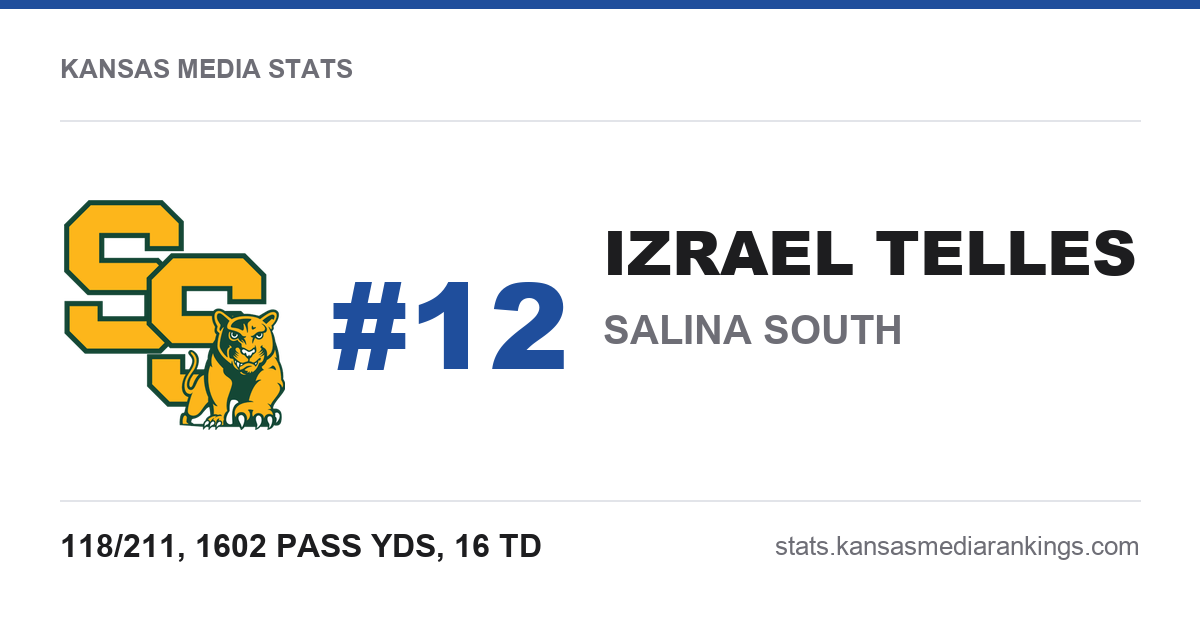 KANSAS MEDIA STATS
SS
#12
IZRAEL TELLES
SALINA SOUTH
118/211, 1602 PASS YDS, 16 TD
stats.kansasmediarankings.com